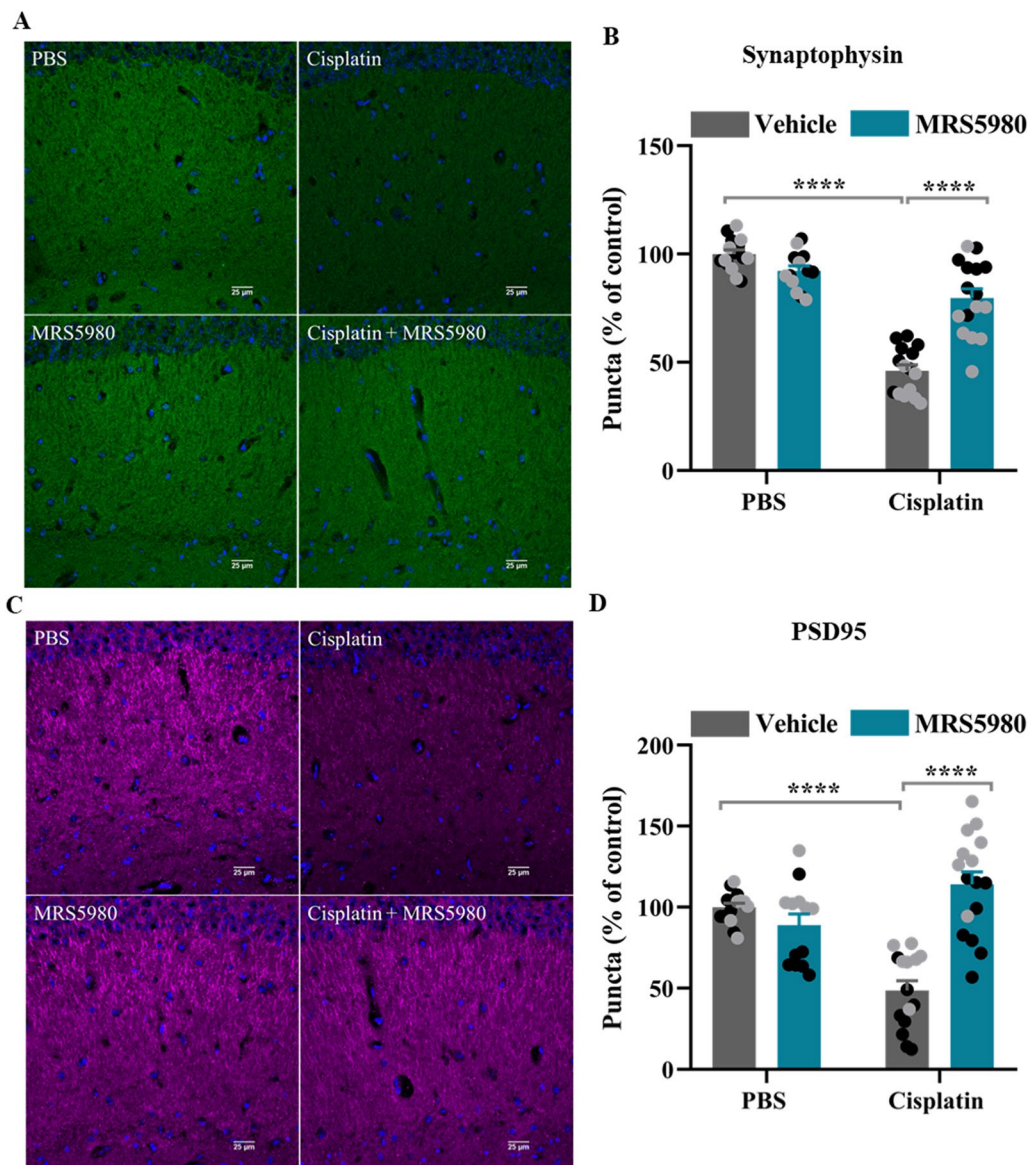 A
PBS
Cisplatin
25 µm
25 µm
MRS5980
Cisplatin + MRS5980
25 µm
25 µm
B
Synaptophysin
Vehicle MRS5980
Puncta (% of control)
150
100
50
0
**** ****
PBS Cisplatin
C
PBS
Cisplatin
25 µm
25 µm
MRS5980
Cisplatin + MRS5980
25 µm
25 µm
D
PSD95
Vehicle MRS5980
Puncta (% of control)
200
150
100
50
0
****
****
PBS Cisplatin